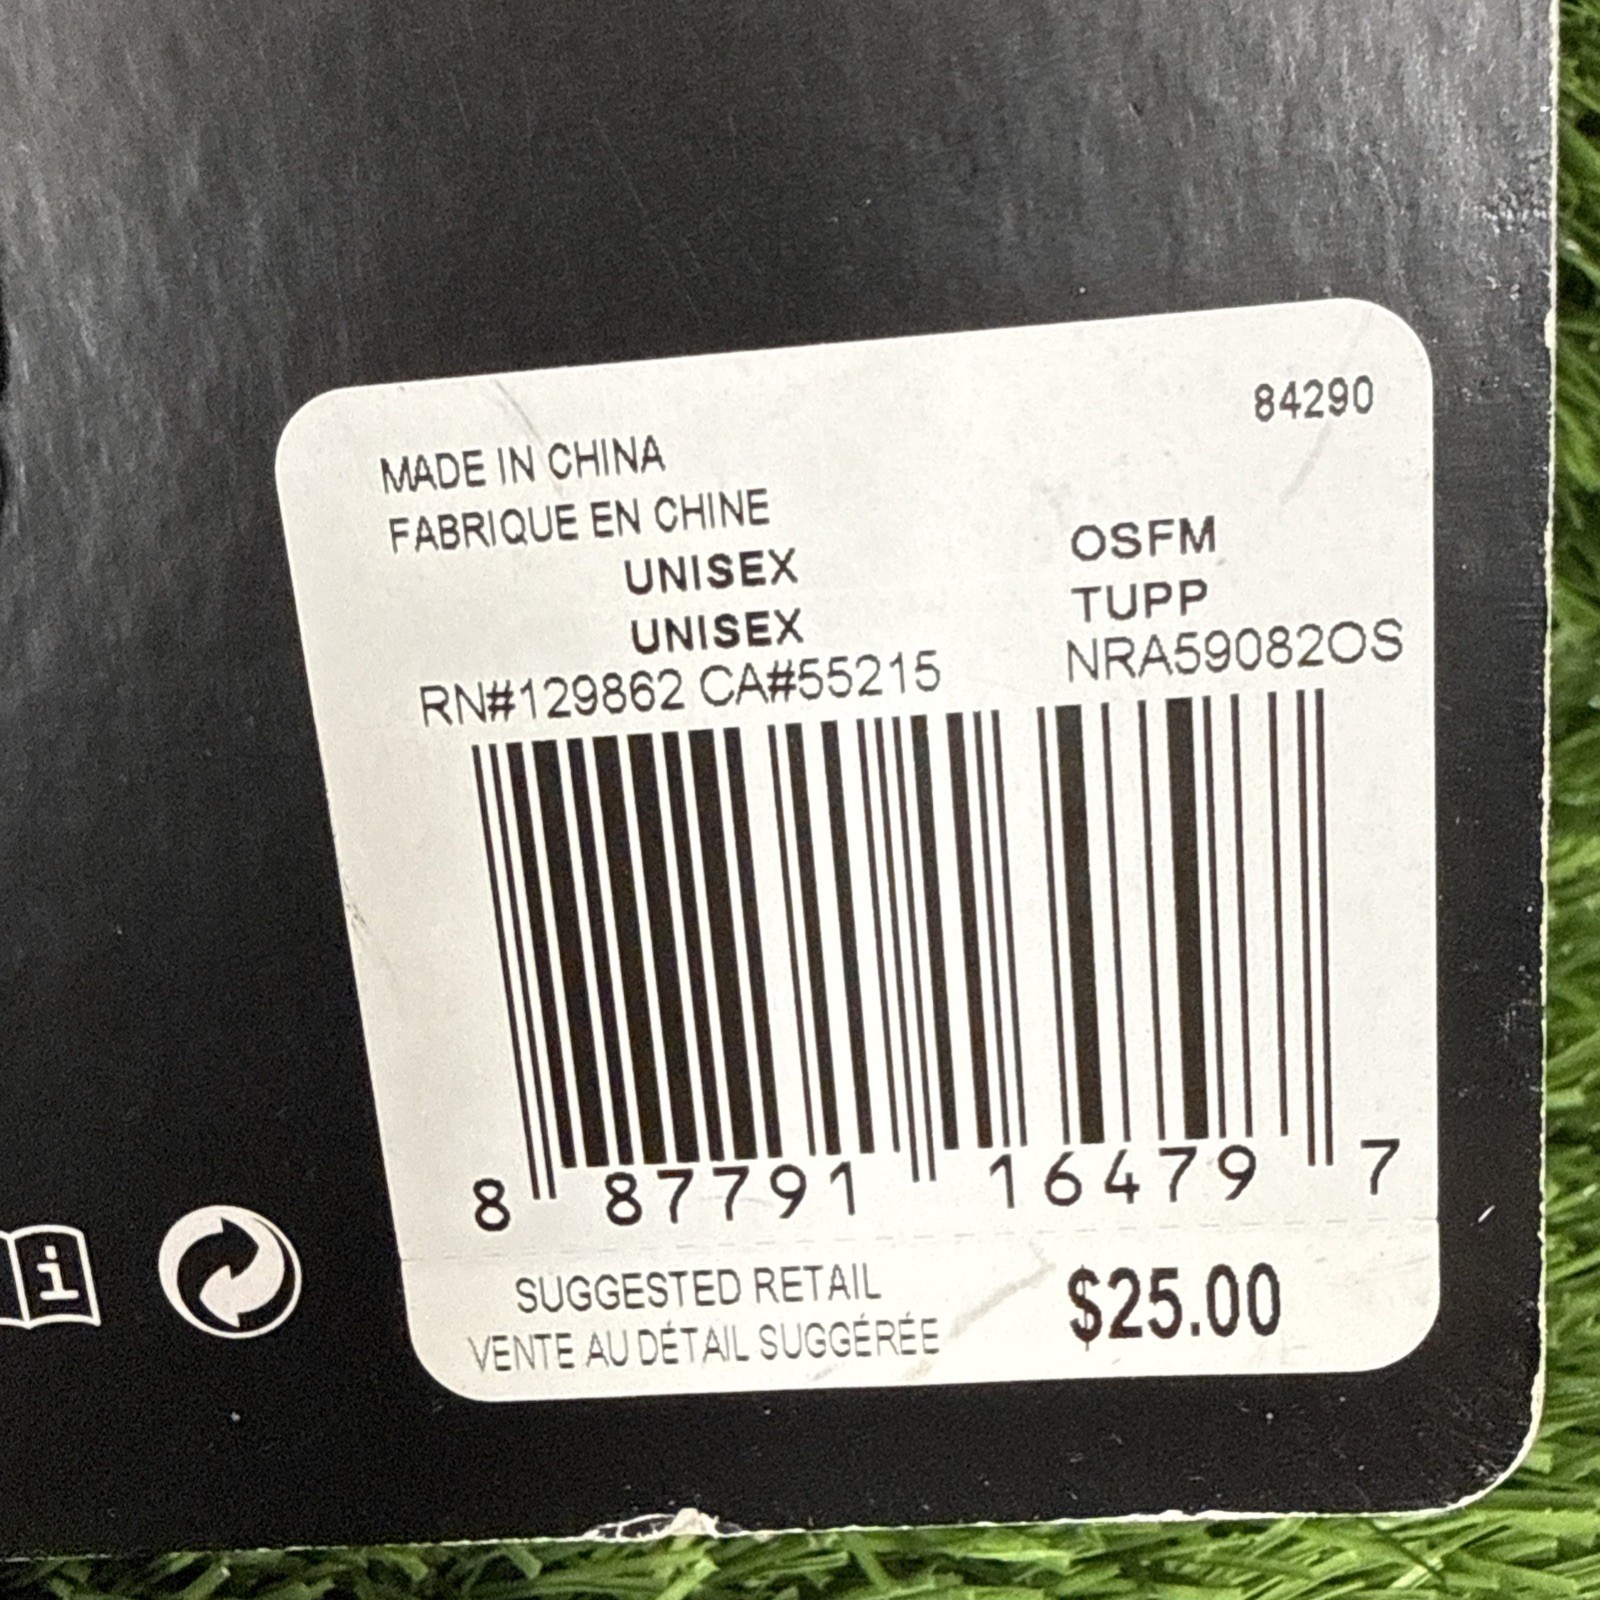 84290
MADE IN CHINA
FABRIQUE EN CHINE
UNISEX OSFM
UNISEX TUPP
RN#129862 CA#55215 NRA59082OS
8 87791 16479 7
SUGGESTED RETAIL $25.00
VENTE AU DÉTAIL SUGGÉRÉE
i